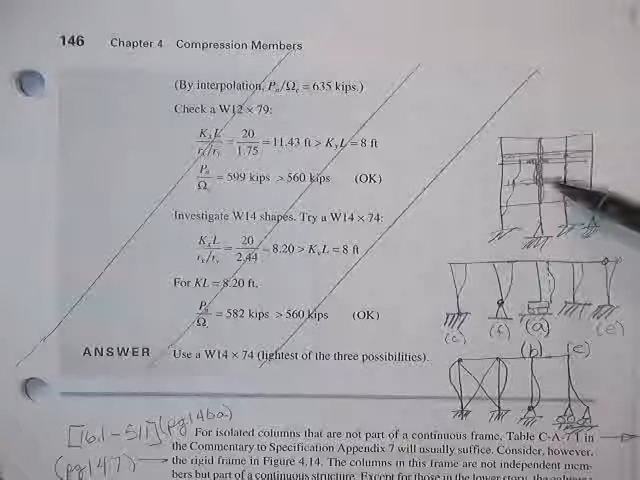 146 Chapter 4 Compression Members
(By interpolation, Pn/Ωc = 635 kips.)
Check a W12 × 79:
KxL/rx/ry = 20/1.75 = 11.43 ft > KyL = 8 ft
Pn/Ωc = 599 kips > 560 kips (OK)
Investigate W14 shapes. Try a W14 × 74:
KxL/rx/ry = 20/2.44 = 8.20 > KyL = 8 ft
For KL = 8.20 ft,
Pn/Ωc = 582 kips > 560 kips (OK)
ANSWER Use a W14 × 74 (lightest of the three possibilities).
(c) (f) (a) (e)
(b) (c)
[16.1-511] (pg 146a)
For isolated columns that are not part of a continuous frame, Table C-A-7.1 in
the Commentary to Specification Appendix 7 will usually suffice. Consider, however,
(pg 147) the rigid frame in Figure 4.14. The columns in this frame are not independent mem-
bers but part of a continuous structure. Except for those in the lower story, the